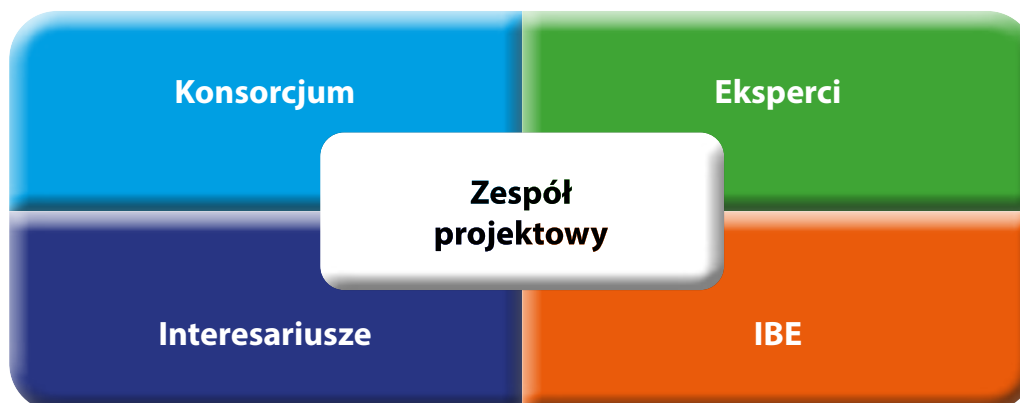 Konsorcjum
Eksperci
Zespół
projektowy
Interesariusze
IBE